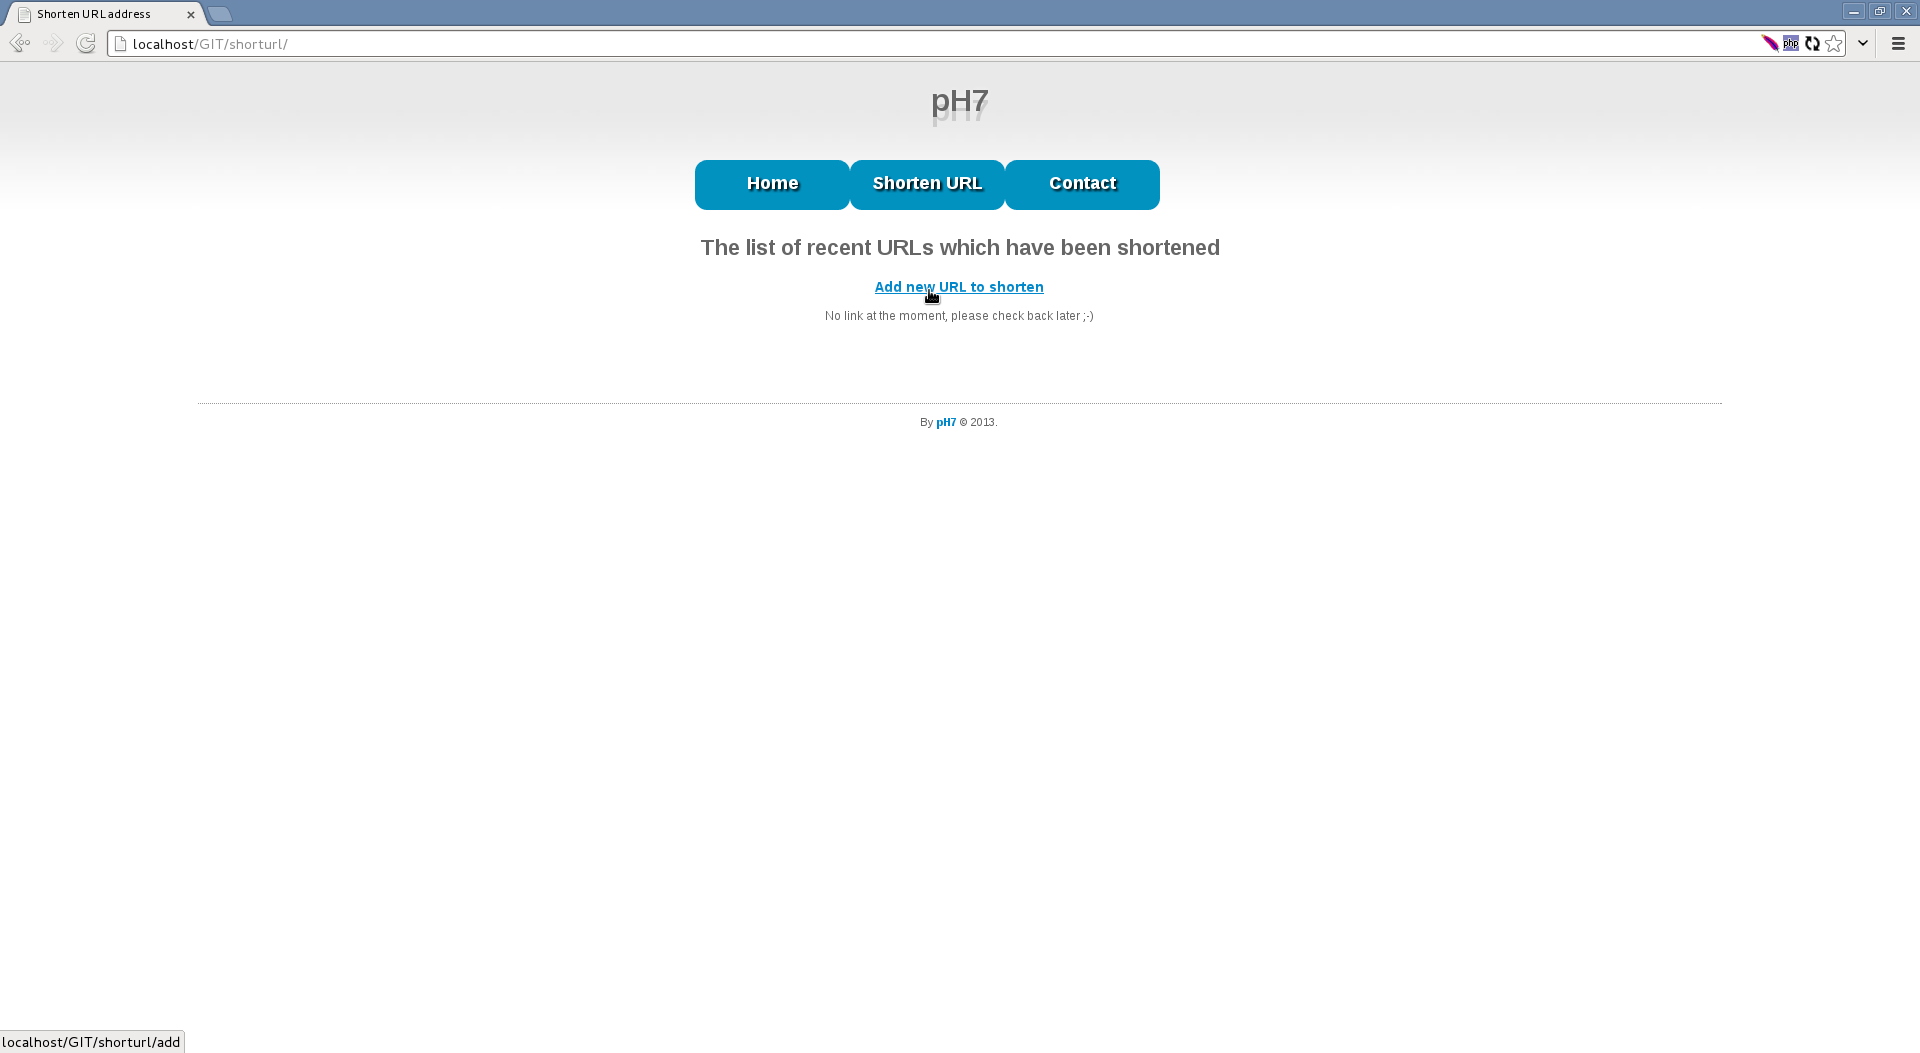 Shorten URL address
localhost/GIT/shorturl/
php
pH7
Home Shorten URL Contact
The list of recent URLs which have been shortened
Add new URL to shorten
No link at the moment, please check back later ;-)
By pH7 © 2013.
localhost/GIT/shorturl/add